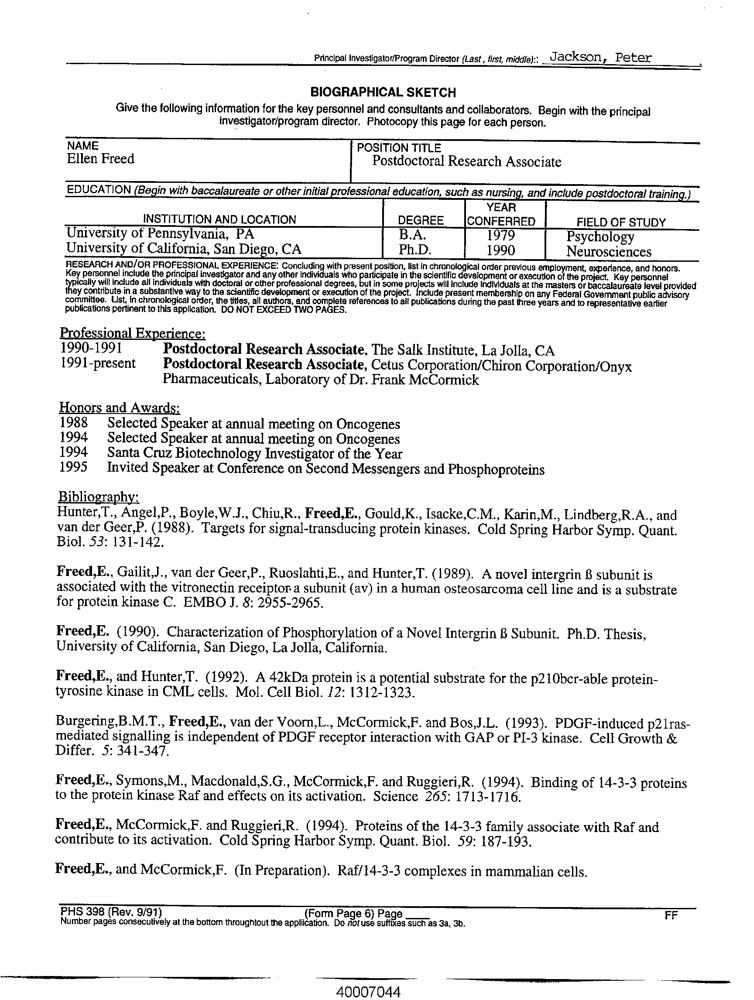 Principal Investigator/Program Director (Last, first, middle):: Jackson, Peter
BIOGRAPHICAL SKETCH
Give the following information for the key personnel and consultants and collaborators. Begin with the principal
investigator/program director. Photocopy this page for each person.
NAME
Ellen Freed
POSITION TITLE
Postdoctoral Research Associate
EDUCATION (Begin with baccalaureate or other initial professional education, such as nursing, and include postdoctoral training.)
INSTITUTION AND LOCATION DEGREE YEAR CONFERRED FIELD OF STUDY
University of Pennsylvania, PA B.A. 1979 Psychology
University of California, San Diego, CA Ph.D. 1990 Neurosciences
RESEARCH AND/OR PROFESSIONAL EXPERIENCE: Concluding with present position, list in chronological order previous employment, experience, and honors.
Key personnel include the principal investigator and any other individuals who participate in the scientific development or execution of the project. Key personnel
typically will include all individuals with doctoral or other professional degrees, but in some projects will include individuals at the masters or baccalaureate level provided
they contribute in a substantive way to the scientific development or execution of the project. Include present membership on any Federal Government public advisory
committee. List, in chronological order, the titles, all authors, and complete references to all publications during the past three years and to representative earlier
publications pertinent to this application. DO NOT EXCEED TWO PAGES.
Professional Experience:
1990-1991 Postdoctoral Research Associate, The Salk Institute, La Jolla, CA
1991-present Postdoctoral Research Associate, Cetus Corporation/Chiron Corporation/Onyx
Pharmaceuticals, Laboratory of Dr. Frank McCormick
Honors and Awards:
1988 Selected Speaker at annual meeting on Oncogenes
1994 Selected Speaker at annual meeting on Oncogenes
1994 Santa Cruz Biotechnology Investigator of the Year
1995 Invited Speaker at Conference on Second Messengers and Phosphoproteins
Bibliography:
Hunter,T., Angel,P., Boyle,W.J., Chiu,R., Freed,E., Gould,K., Isacke,C.M., Karin,M., Lindberg,R.A., and
van der Geer,P. (1988). Targets for signal-transducing protein kinases. Cold Spring Harbor Symp. Quant.
Biol. 53: 131-142.
Freed,E., Gailit,J., van der Geer,P., Ruoslahti,E., and Hunter,T. (1989). A novel intergrin ß subunit is
associated with the vitronectin receiptor a subunit (av) in a human osteosarcoma cell line and is a substrate
for protein kinase C. EMBO J. 8: 2955-2965.
Freed,E. (1990). Characterization of Phosphorylation of a Novel Intergrin ß Subunit. Ph.D. Thesis,
University of California, San Diego, La Jolla, California.
Freed,E., and Hunter,T. (1992). A 42kDa protein is a potential substrate for the p210bcr-able protein-
tyrosine kinase in CML cells. Mol. Cell Biol. 12: 1312-1323.
Burgering,B.M.T., Freed,E., van der Voorn,L., McCormick,F. and Bos,J.L. (1993). PDGF-induced p21ras-
mediated signalling is independent of PDGF receptor interaction with GAP or PI-3 kinase. Cell Growth &
Differ. 5: 341-347.
Freed,E., Symons,M., Macdonald,S.G., McCormick,F. and Ruggieri,R. (1994). Binding of 14-3-3 proteins
to the protein kinase Raf and effects on its activation. Science 265: 1713-1716.
Freed,E., McCormick,F. and Ruggieri,R. (1994). Proteins of the 14-3-3 family associate with Raf and
contribute to its activation. Cold Spring Harbor Symp. Quant. Biol. 59: 187-193.
Freed,E., and McCormick,F. (In Preparation). Raf/14-3-3 complexes in mammalian cells.
PHS 398 (Rev. 9/91) (Form Page 6) Page ____ FF
Number pages consecutively at the bottom throughtout the application. Do not use suffixes such as 3a, 3b.
40007044